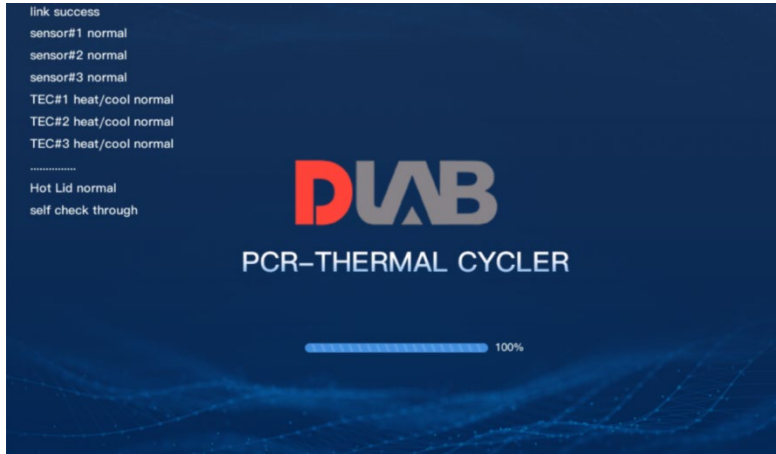 link success
sensor#1 normal
sensor#2 normal
sensor#3 normal
TEC#1 heat/cool normal
TEC#2 heat/cool normal
TEC#3 heat/cool normal
...............
Hot Lid normal
self check through
DLAB
PCR-THERMAL CYCLER
100%